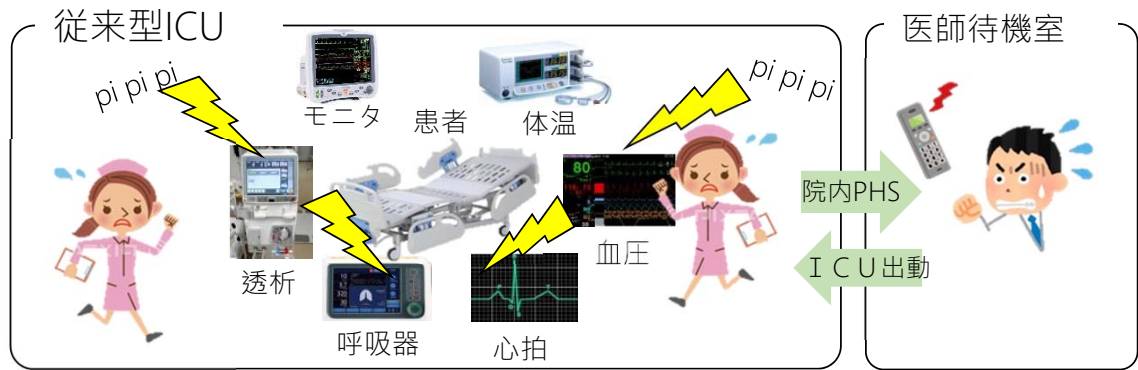 従来型ICU
医師待機室
pi pi pi
pi pi pi
モニタ
患者
体温
80
院内PHS
透析
血圧
ＩＣＵ出動
呼吸器
心拍